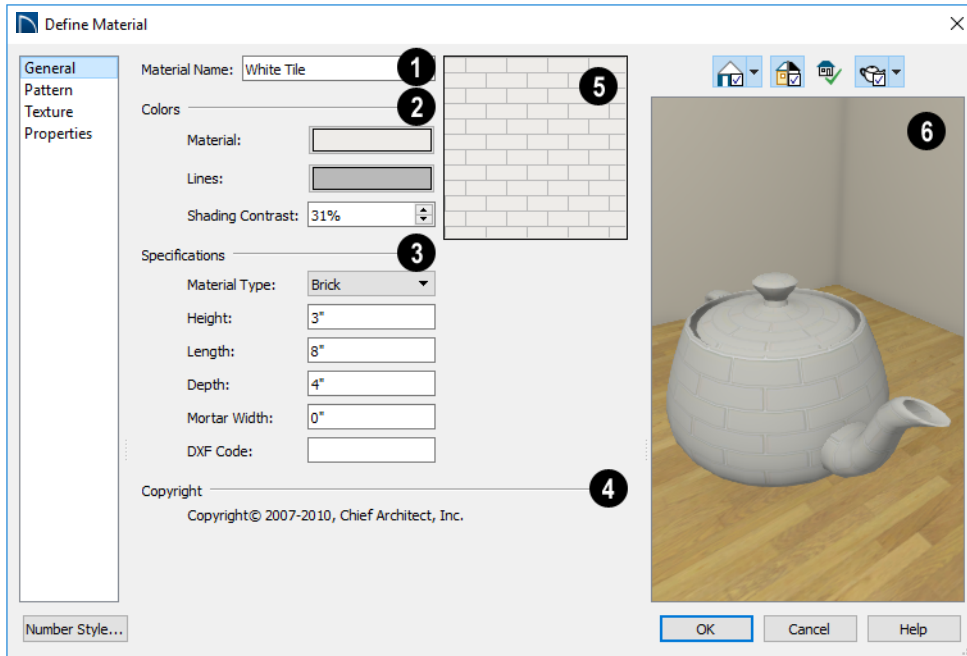 Define Material
General
Pattern
Texture
Properties
Material Name: White Tile 1
Colors 2
Material:
Lines:
Shading Contrast: 31%
Specifications 3
Material Type: Brick
Height: 3"
Length: 8"
Depth: 4"
Mortar Width: 0"
DXF Code:
Copyright 4
Copyright© 2007-2010, Chief Architect, Inc.
5
6
Number Style...
OK Cancel Help